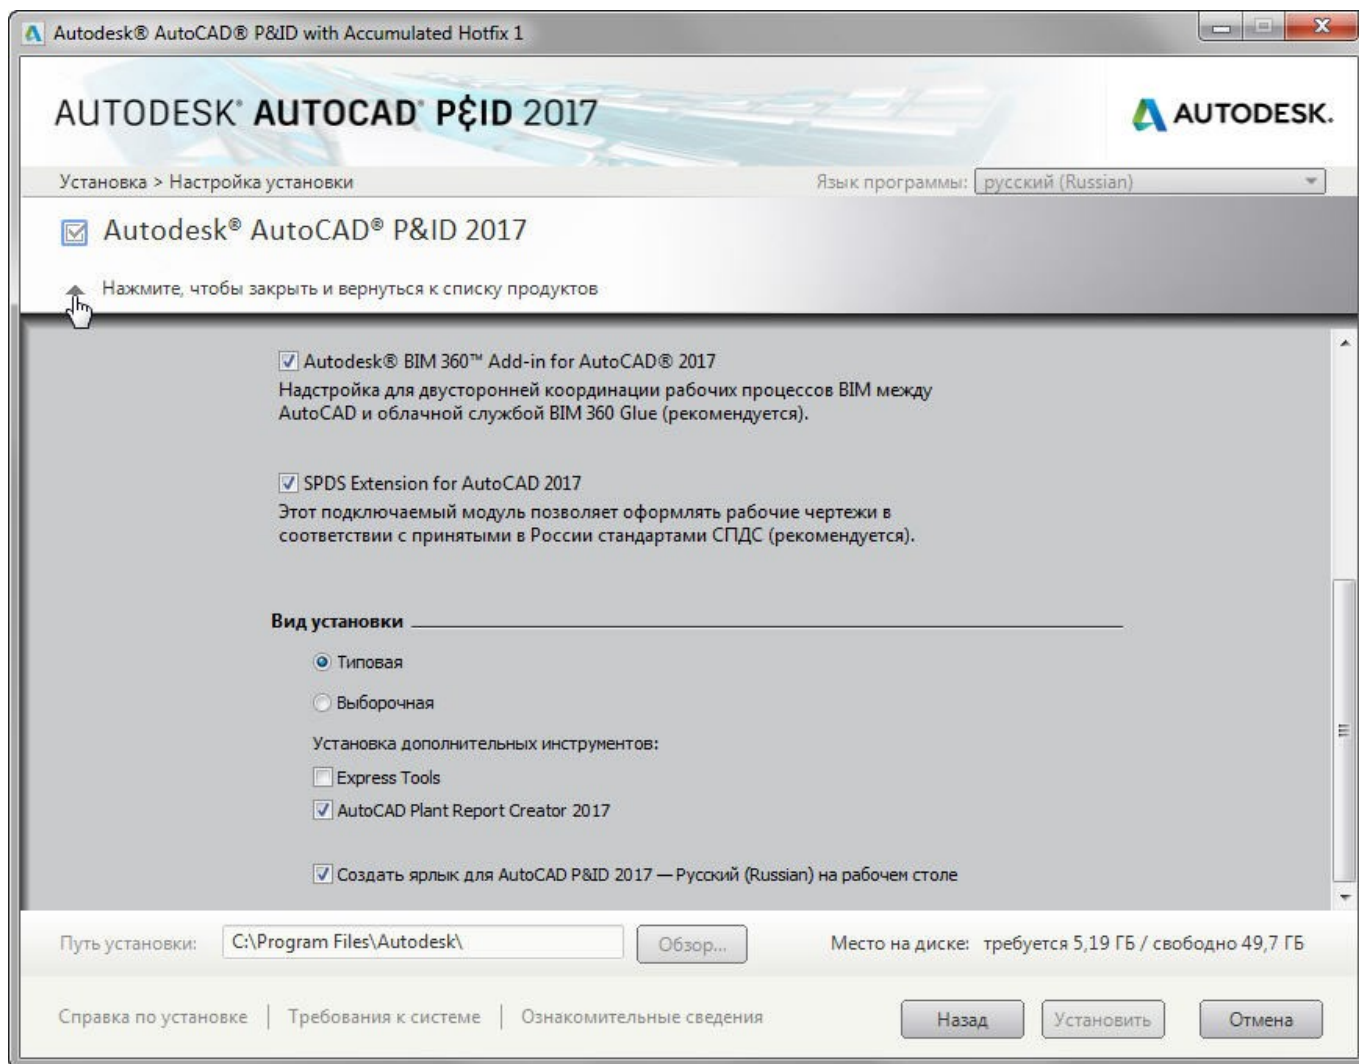 Autodesk® AutoCAD® P&ID with Accumulated Hotfix 1
AUTODESK® AUTOCAD® P&ID 2017
AUTODESK.
Установка > Настройка установки
Язык программы: русский (Russian)
Autodesk® AutoCAD® P&ID 2017
Нажмите, чтобы закрыть и вернуться к списку продуктов
Autodesk® BIM 360™ Add-in for AutoCAD® 2017
Надстройка для двусторонней координации рабочих процессов BIM между
AutoCAD и облачной службой BIM 360 Glue (рекомендуется).
SPDS Extension for AutoCAD 2017
Этот подключаемый модуль позволяет оформлять рабочие чертежи в
соответствии с принятыми в России стандартами СПДС (рекомендуется).
Вид установки
Типовая
Выборочная
Установка дополнительных инструментов:
Express Tools
AutoCAD Plant Report Creator 2017
Создать ярлык для AutoCAD P&ID 2017 — Русский (Russian) на рабочем столе
Путь установки: C:\Program Files\Autodesk\ Обзор... Место на диске: требуется 5,19 ГБ / свободно 49,7 ГБ
Справка по установке | Требования к системе | Ознакомительные сведения Назад Установить Отмена